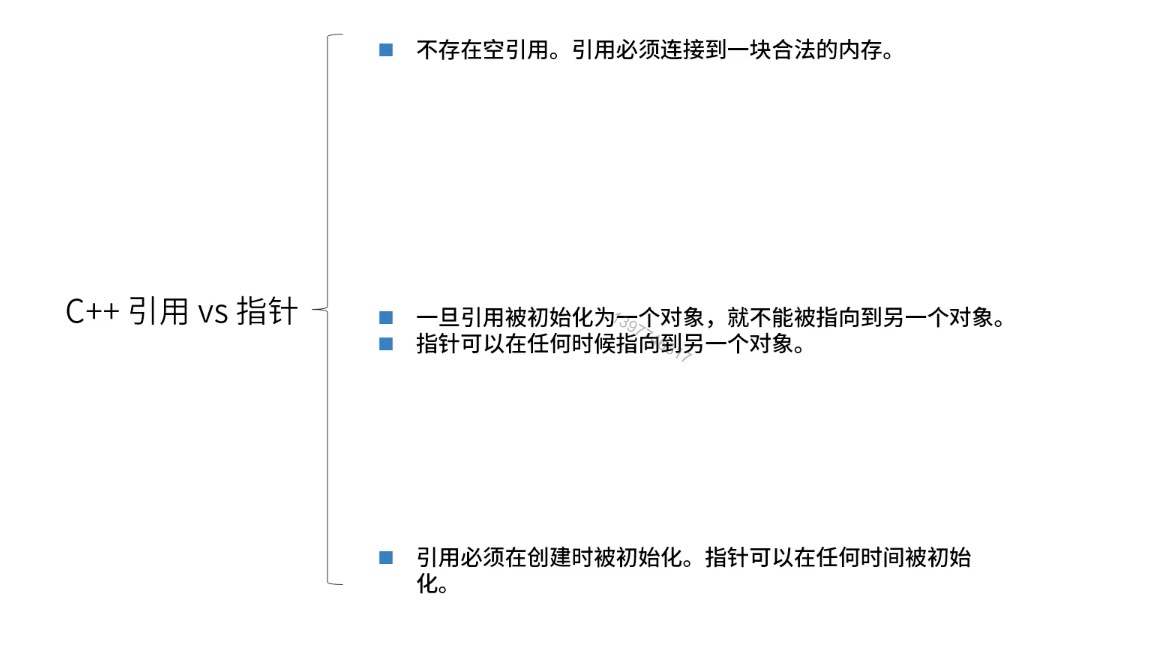 不存在空引用。引用必须连接到一块合法的内存。
C++ 引用 vs 指针
一旦引用被初始化为一个对象，就不能被指向到另一个对象。
指针可以在任何时候指向到另一个对象。
引用必须在创建时被初始化。指针可以在任何时间被初始
化。